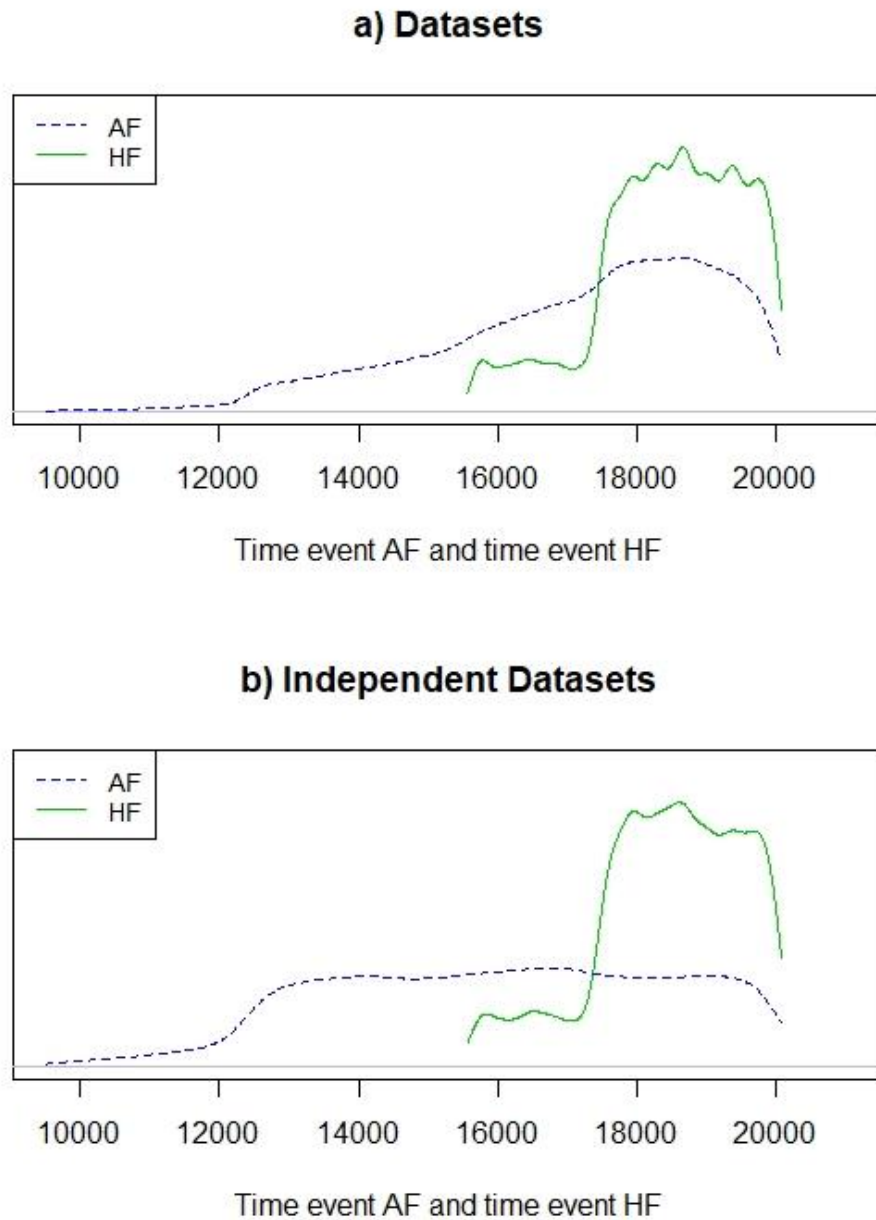 a) Datasets
AF
HF
10000 12000 14000 16000 18000 20000
Time event AF and time event HF
b) Independent Datasets
AF
HF
10000 12000 14000 16000 18000 20000
Time event AF and time event HF